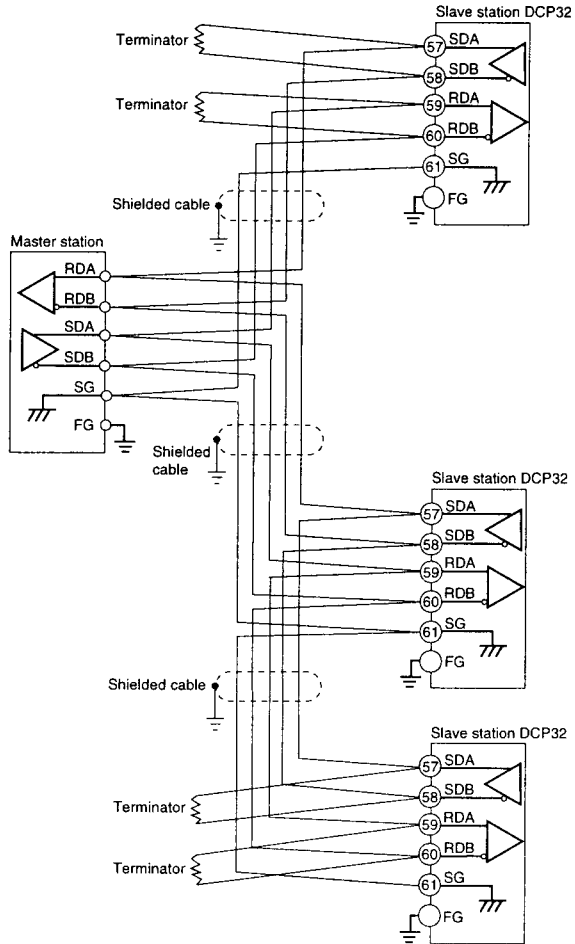 Slave station DCP32
Terminator
57 SDA
58 SDB
Terminator
59 RDA
60 RDB
61 SG
FG
Shielded cable
Master station
RDA
RDB
SDA
SDB
SG
FG
Shielded
cable
Slave station DCP32
57 SDA
58 SDB
59 RDA
60 RDB
61 SG
FG
Shielded cable
Slave station DCP32
57 SDA
58 SDB
Terminator
59 RDA
60 RDB
Terminator
61 SG
FG